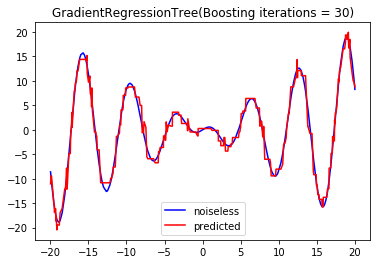 GradientRegressionTree(Boosting iterations = 30)
20
15
10
5
0
−5
−10
−15
−20
noiseless
predicted
−20 −15 −10 −5 0 5 10 15 20